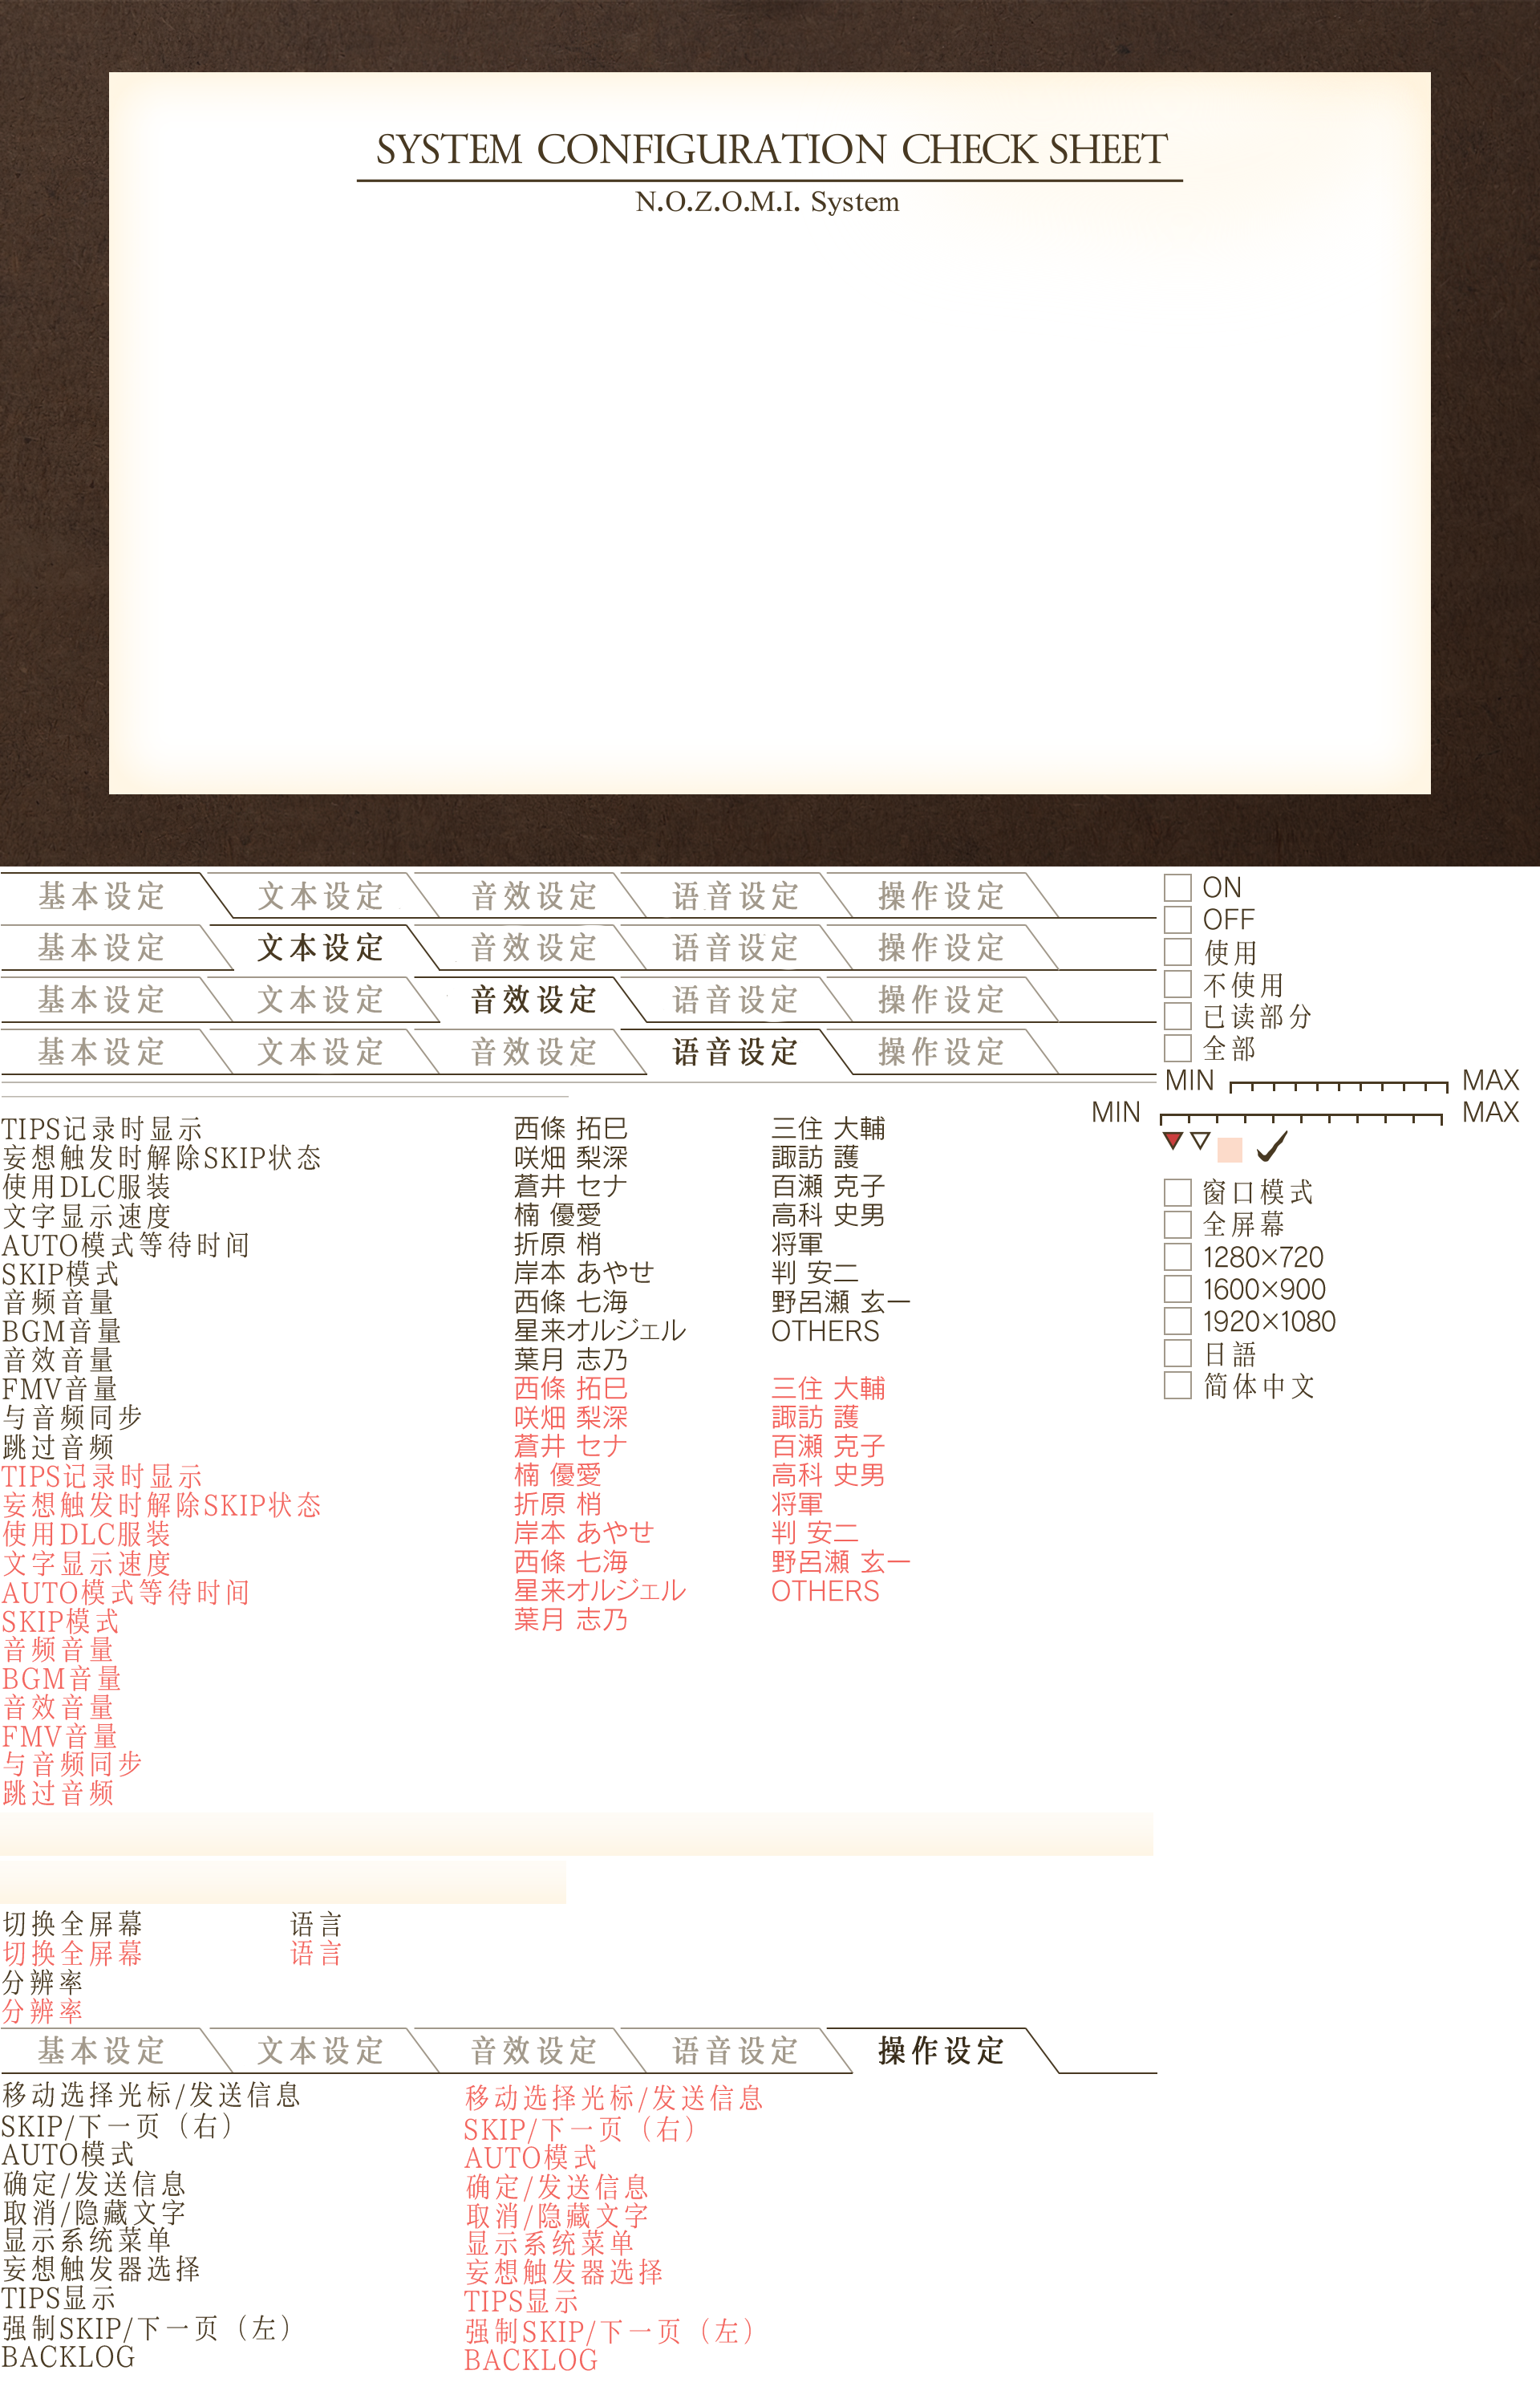 SYSTEM CONFIGURATION CHECK SHEET
N.O.Z.O.M.I. System
基本设定 文本设定 音效设定 语音设定 操作设定
基本设定 文本设定 音效设定 语音设定 操作设定
基本设定 文本设定 音效设定 语音设定 操作设定
基本设定 文本设定 音效设定 语音设定 操作设定
ON
OFF
使用
不使用
已读部分
全部
MIN MAX
MIN MAX
窗口模式
全屏幕
1280×720
1600×900
1920×1080
日語
简体中文
TIPS记录时显示
妄想触发时解除SKIP状态
使用DLC服装
文字显示速度
AUTO模式等待时间
SKIP模式
音频音量
BGM音量
音效音量
FMV音量
与音频同步
跳过音频
TIPS记录时显示
妄想触发时解除SKIP状态
使用DLC服装
文字显示速度
AUTO模式等待时间
SKIP模式
音频音量
BGM音量
音效音量
FMV音量
与音频同步
跳过音频
西條 拓巳
咲畑 梨深
蒼井 セナ
楠 優愛
折原 梢
岸本 あやせ
西條 七海
星来オルジェル
葉月 志乃
西條 拓巳
咲畑 梨深
蒼井 セナ
楠 優愛
折原 梢
岸本 あやせ
西條 七海
星来オルジェル
葉月 志乃
三住 大輔
諏訪 護
百瀬 克子
高科 史男
将軍
判 安二
野呂瀬 玄一
OTHERS
三住 大輔
諏訪 護
百瀬 克子
高科 史男
将軍
判 安二
野呂瀬 玄一
OTHERS
切换全屏幕
切换全屏幕
分辨率
分辨率
语言
语言
基本设定 文本设定 音效设定 语音设定 操作设定
移动选择光标/发送信息
SKIP/下一页（右）
AUTO模式
确定/发送信息
取消/隐藏文字
显示系统菜单
妄想触发器选择
TIPS显示
强制SKIP/下一页（左）
BACKLOG
移动选择光标/发送信息
SKIP/下一页（右）
AUTO模式
确定/发送信息
取消/隐藏文字
显示系统菜单
妄想触发器选择
TIPS显示
强制SKIP/下一页（左）
BACKLOG